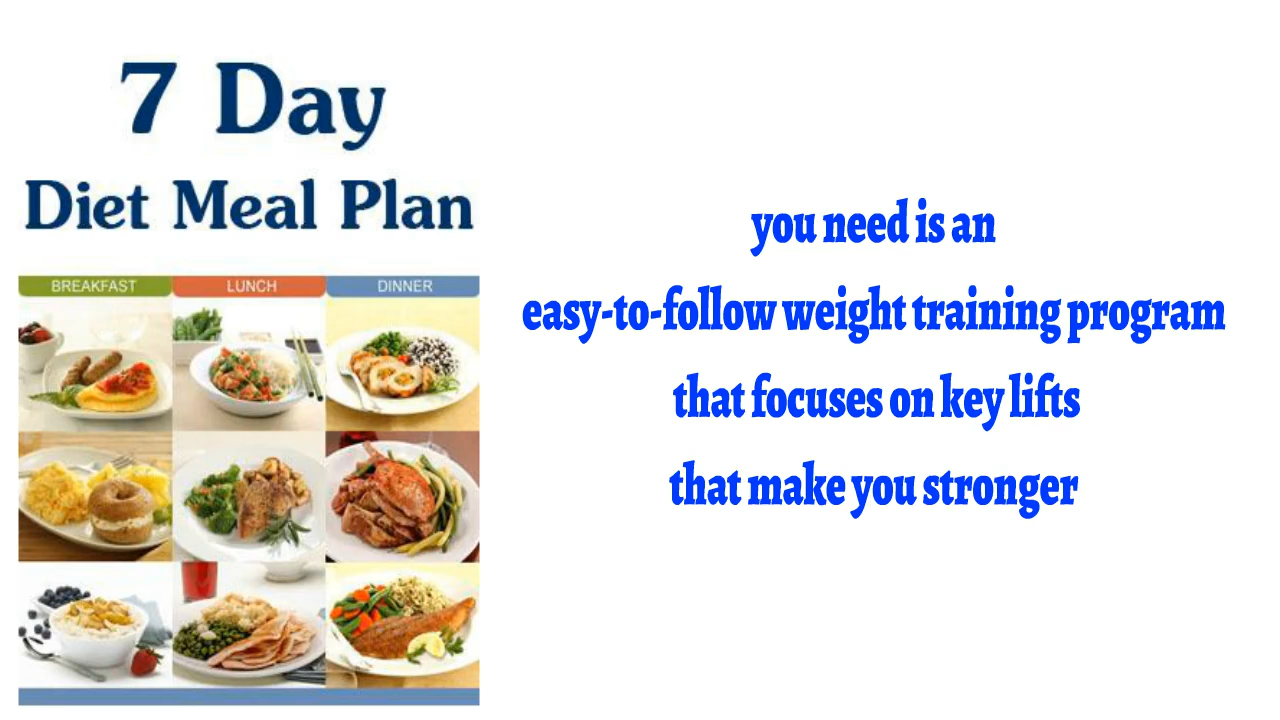 7 Day
Diet Meal Plan
BREAKFAST
LUNCH
DINNER
you need is an
easy-to-follow weight training program
that focuses on key lifts
that make you stronger